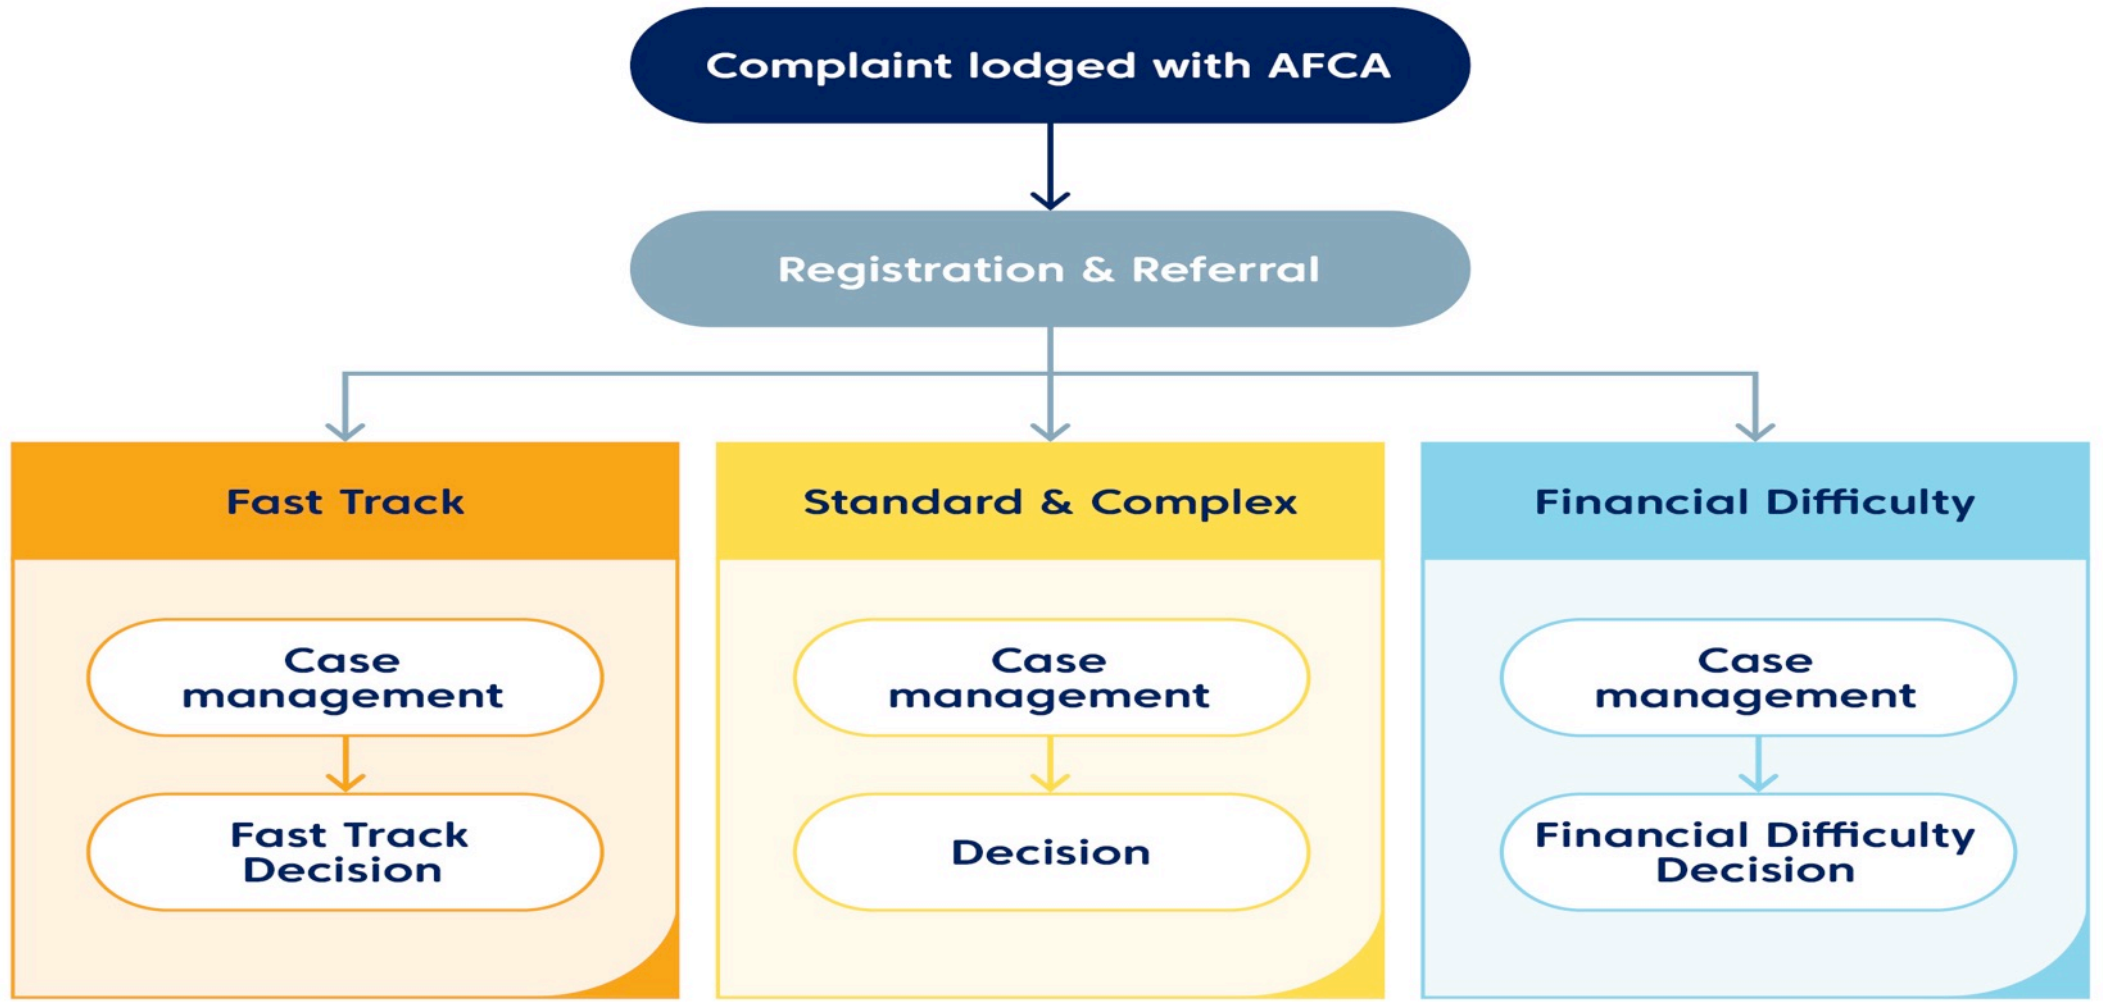 Complaint lodged with AFCA
Registration & Referral
Fast Track
Case
management
Fast Track
Decision
Standard & Complex
Case
management
Decision
Financial Difficulty
Case
management
Financial Difficulty
Decision